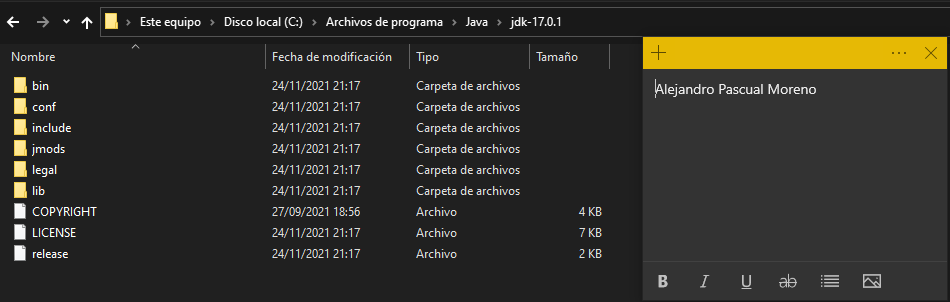 Este equipo > Disco local (C:) > Archivos de programa > Java > jdk-17.0.1
Nombre Fecha de modificación Tipo Tamaño
bin 24/11/2021 21:17 Carpeta de archivos
conf 24/11/2021 21:17 Carpeta de archivos
include 24/11/2021 21:17 Carpeta de archivos
jmods 24/11/2021 21:17 Carpeta de archivos
legal 24/11/2021 21:17 Carpeta de archivos
lib 24/11/2021 21:17 Carpeta de archivos
COPYRIGHT 27/09/2021 18:56 Archivo 4 KB
LICENSE 24/11/2021 21:17 Archivo 7 KB
release 24/11/2021 21:17 Archivo 2 KB
Alejandro Pascual Moreno
B I U ab